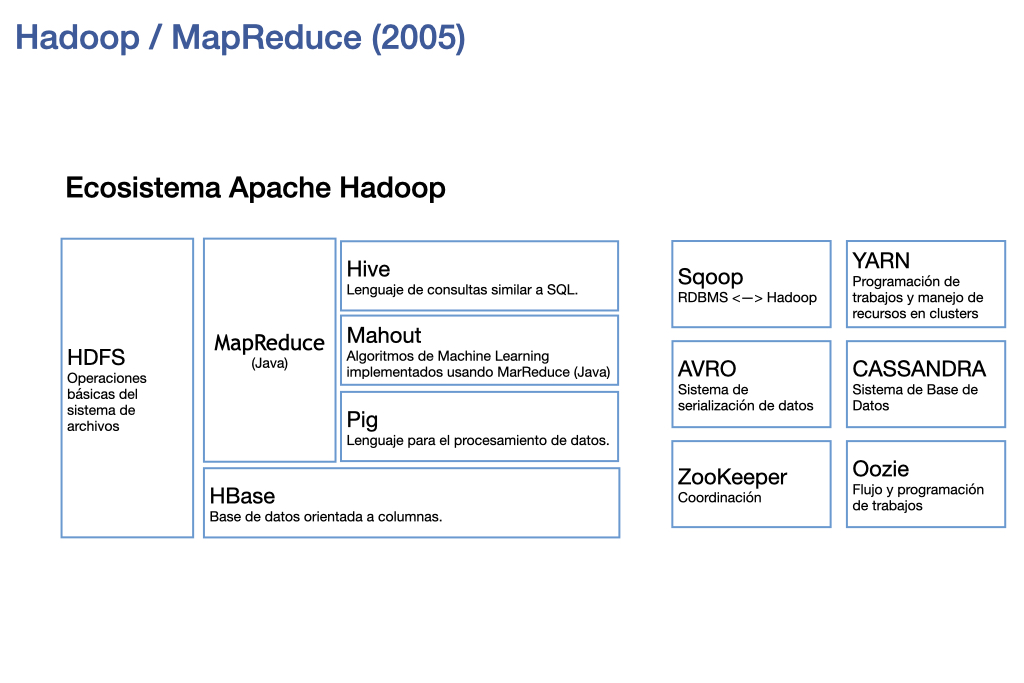 Hadoop / MapReduce (2005)
Ecosistema Apache Hadoop
HDFS
Operaciones
básicas del
sistema de
archivos
MapReduce
(Java)
Hive
Lenguaje de consultas similar a SQL.
Mahout
Algoritmos de Machine Learning
implementados usando MarReduce (Java)
Pig
Lenguaje para el procesamiento de datos.
HBase
Base de datos orientada a columnas.
Sqoop
RDBMS <—> Hadoop
YARN
Programación de
trabajos y manejo de
recursos en clusters
AVRO
Sistema de
serialización de datos
CASSANDRA
Sistema de Base de
Datos
ZooKeeper
Coordinación
Oozie
Flujo y programación
de trabajos